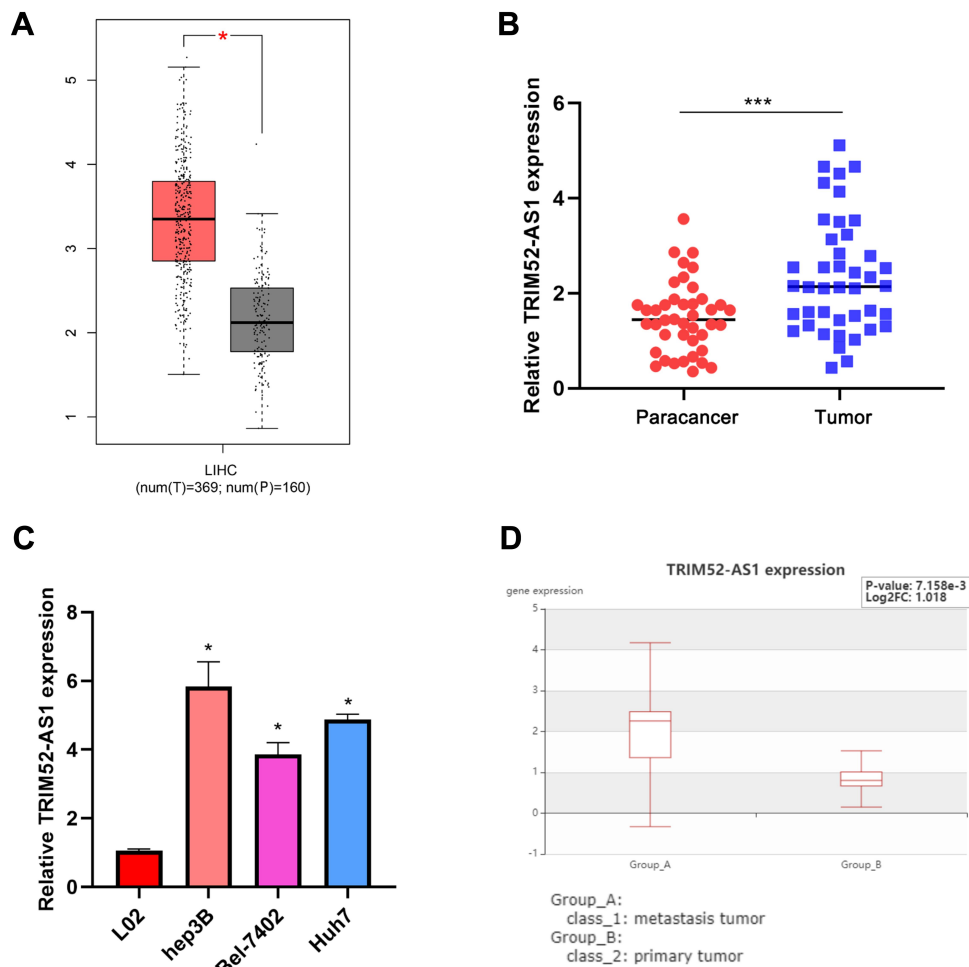 A
*
5
4
3
2
1
LIHC
(num(T)=369; num(P)=160)
B
Relative TRIM52-AS1 expression
***
6
4
2
0
Paracancer
Tumor
C
Relative TRIM52-AS1 expression
8
6
4
2
0
*
*
*
L02
hep3B
Bel-7402
Huh7
D
TRIM52-AS1 expression
P-value: 7.158e-3
Log2FC: 1.018
gene expression
5
4
3
2
1
0
-1
Group_A
Group_B
Group_A:
class_1: metastasis tumor
Group_B:
class_2: primary tumor